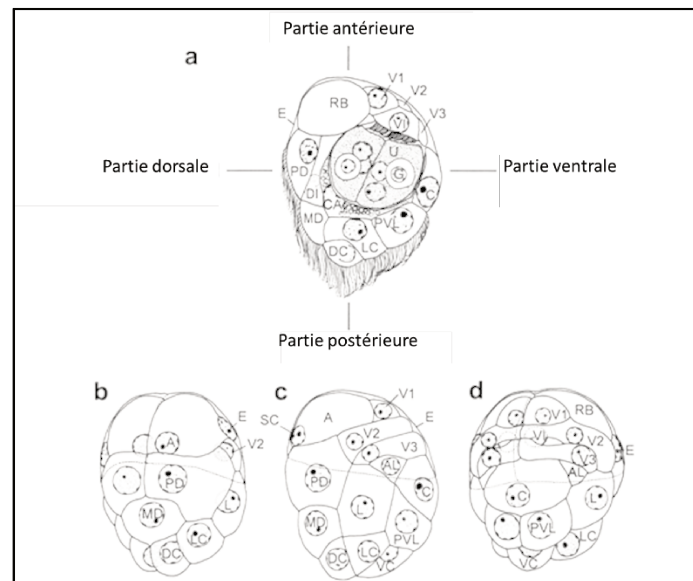 Partie antérieure
a
V1
V2
RB
V3
E
VI
Partie dorsale
Partie ventrale
U
PD
G
DI
C
CA
MD
PVL
LC
DC
Partie postérieure
b
E
A
V2
PD
L
MD
LC
DC
c
V1
SC
A
E
V2
V3
AL
PD
C
L
MD
PVL
LC
DC
VC
d
RB
V1
V2
VI
V3
E
AL
C
L
PVL
LC
VC